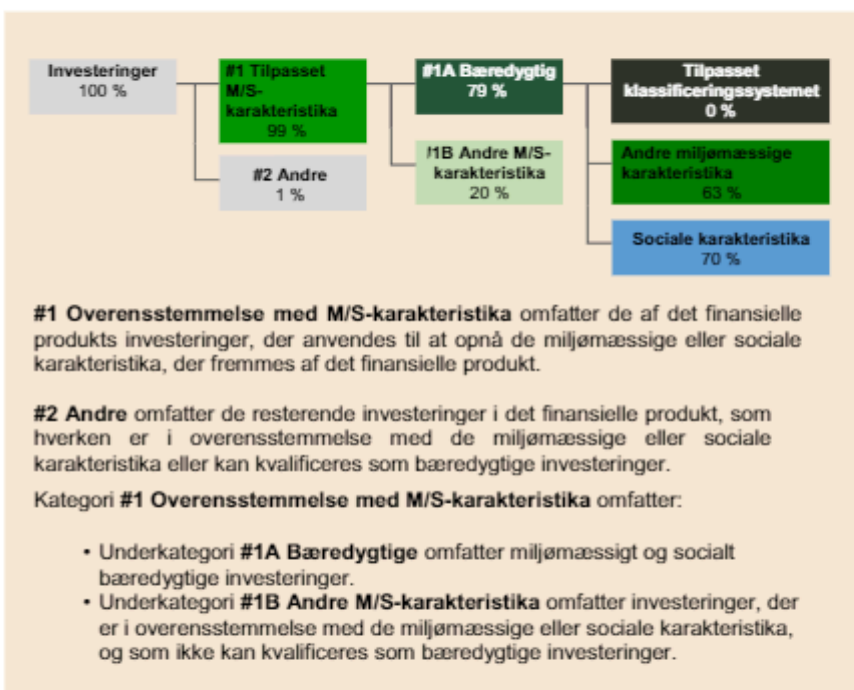 Investeringer
100 %
#1 Tilpasset
M/S-
karakteristika
99 %
#2 Andre
1 %
#1A Bæredygtig
79 %
#1B Andre M/S-
karakteristika
20 %
Tilpasset
klassificeringssystemet
0 %
Andre miljømæssige
karakteristika
63 %
Sociale karakteristika
70 %
#1 Overensstemmelse med M/S-karakteristika omfatter de af det finansielle
produkts investeringer, der anvendes til at opnå de miljømæssige eller sociale
karakteristika, der fremmes af det finansielle produkt.
#2 Andre omfatter de resterende investeringer i det finansielle produkt, som
hverken er i overensstemmelse med de miljømæssige eller sociale
karakteristika eller kan kvalificeres som bæredygtige investeringer.
Kategori #1 Overensstemmelse med M/S-karakteristika omfatter:
• Underkategori #1A Bæredygtige omfatter miljømæssigt og socialt
bæredygtige investeringer.
• Underkategori #1B Andre M/S-karakteristika omfatter investeringer, der
er i overensstemmelse med de miljømæssige eller sociale karakteristika,
og som ikke kan kvalificeres som bæredygtige investeringer.